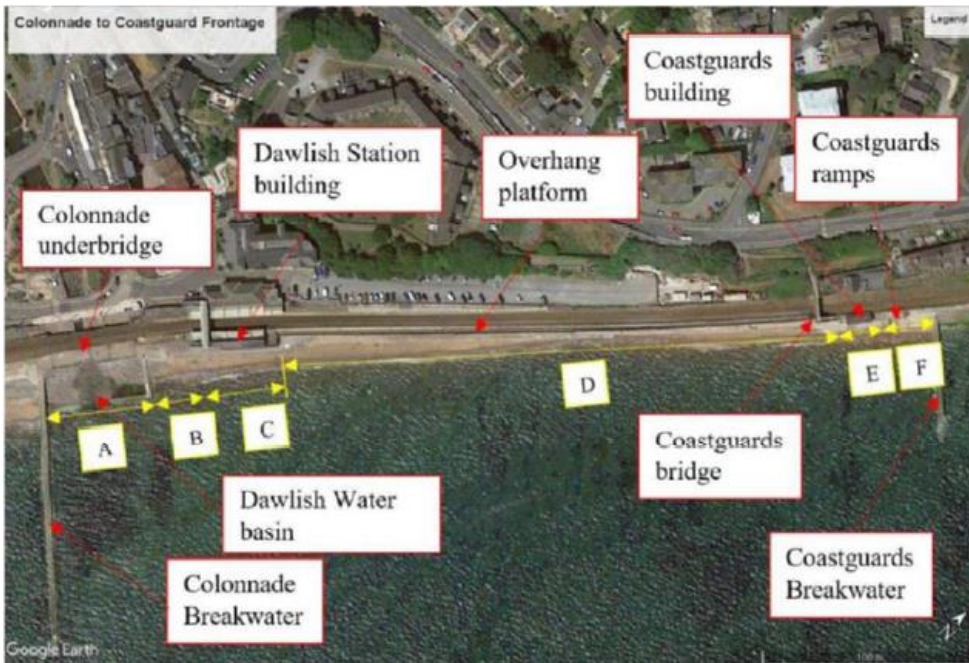 Colonnade to Coastguard Frontage
Legend
Coastguards
building
Dawlish Station
building
Overhang
platform
Coastguards
ramps
Colonnade
underbridge
A
B
C
D
E
F
Dawlish Water
basin
Coastguards
bridge
Colonnade
Breakwater
Coastguards
Breakwater
Google Earth
N